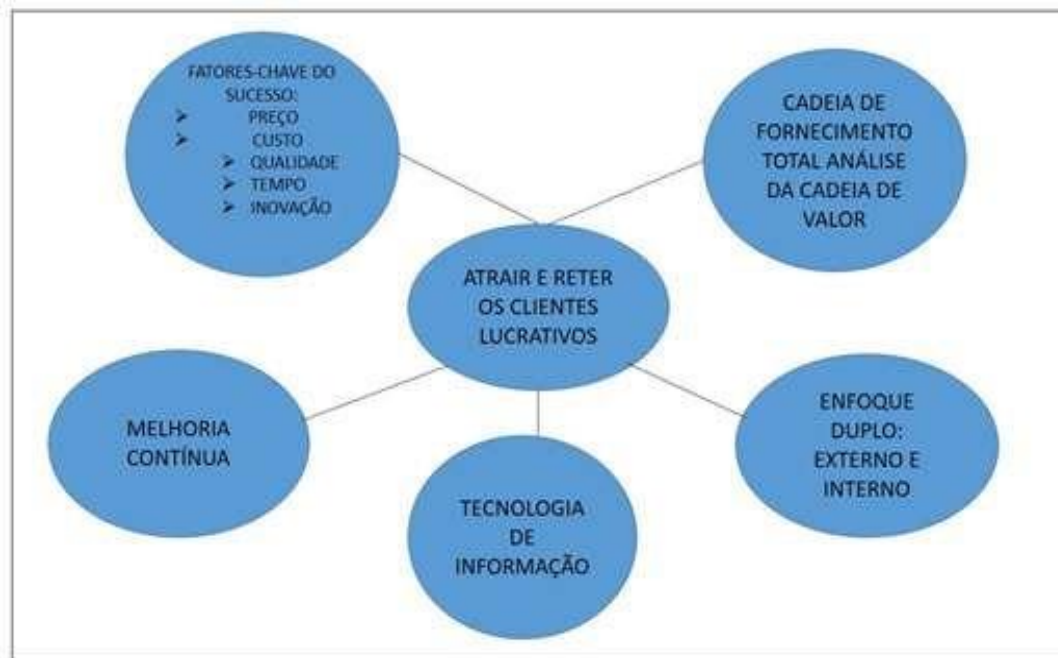 FATORES-CHAVE DO
SUCESSO:
➤ PREÇO
➤ CUSTO
➤ QUALIDADE
➤ TEMPO
➤ INOVAÇÃO
CADEIA DE
FORNECIMENTO
TOTAL ANÁLISE
DA CADEIA DE
VALOR
ATRAIR E RETER
OS CLIENTES
LUCRATIVOS
MELHORIA
CONTÍNUA
TECNOLOGIA
DE
INFORMAÇÃO
ENFOQUE
DUPLO:
EXTERNO E
INTERNO